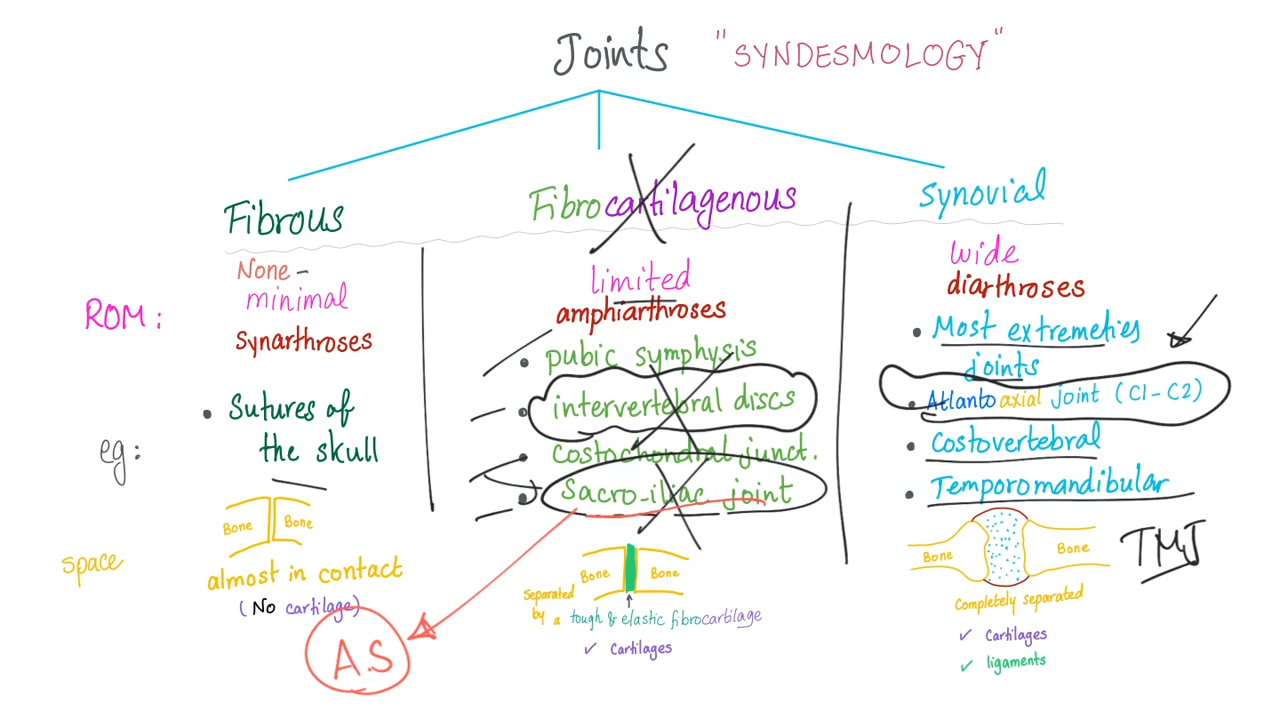 Joints "SYNDESMOLOGY"
Fibrous
Fibrocartilagenous
Synovial
ROM:
None -
minimal
Synarthroses
limited
amphiarthroses
wide
diarthroses
eg:
• Sutures of
the skull
• pubic symphysis
• intervertebral discs
• Costochondral junct.
• Sacro-iliac joint
• Most extremeties
joints
• Atlantoaxial joint (C1-C2)
• Costovertebral
• Temporomandibular
TMJ
space
Bone Bone
almost in contact
(No cartilage)
A.S
Bone Bone
Separated
by a tough & elastic fibrocartilage
✓ Cartilages
Bone Bone
Completely separated
✓ Cartilages
✓ ligaments